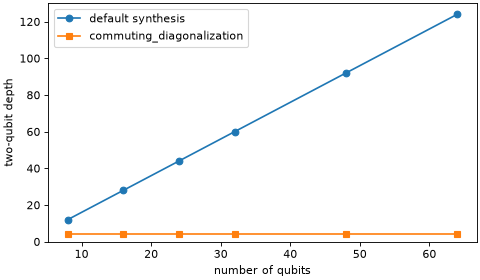 default synthesis
commuting_diagonalization
two-qubit depth
120
100
80
60
40
20
0
10 20 30 40 50 60
number of qubits